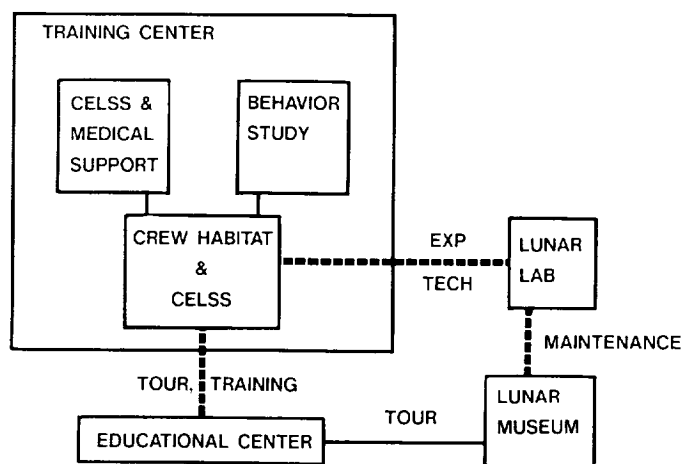 TRAINING CENTER
CELSS &
MEDICAL
SUPPORT
BEHAVIOR
STUDY
CREW HABITAT
&
CELSS
EXP
TECH
LUNAR
LAB
MAINTENANCE
TOUR, TRAINING
EDUCATIONAL CENTER
TOUR
LUNAR
MUSEUM